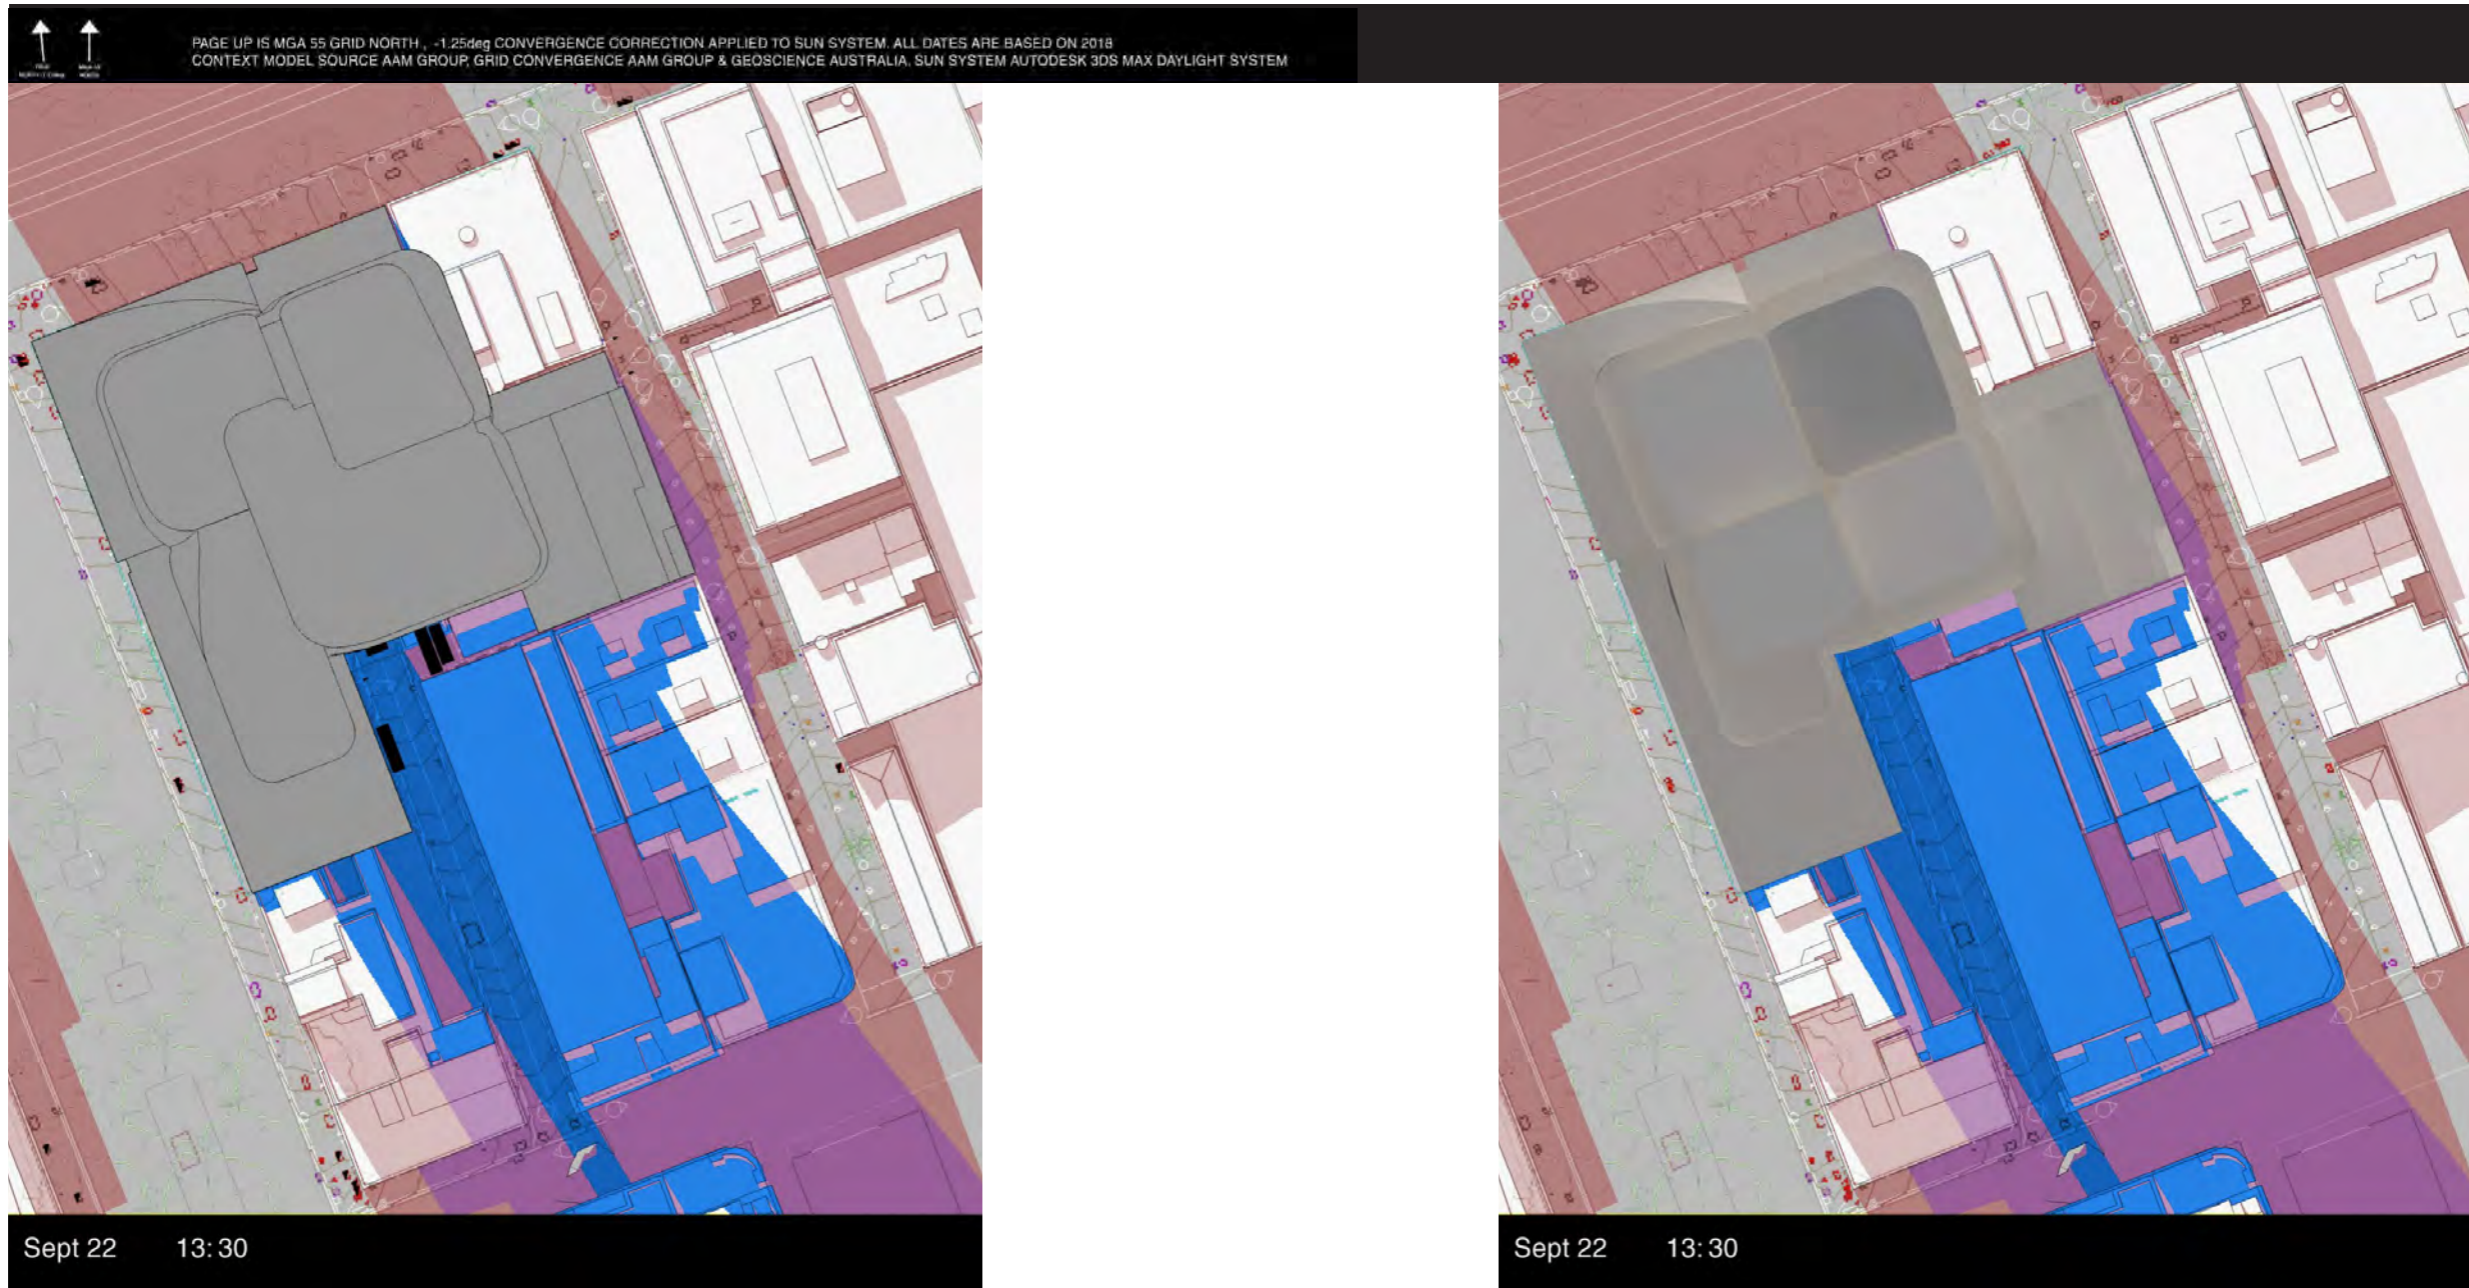 PAGE UP IS MGA 55 GRID NORTH , -1.25deg CONVERGENCE CORRECTION APPLIED TO SUN SYSTEM. ALL DATES ARE BASED ON 2018
CONTEXT MODEL SOURCE AAM GROUP, GRID CONVERGENCE AAM GROUP & GEOSCIENCE AUSTRALIA. SUN SYSTEM AUTODESK 3DS MAX DAYLIGHT SYSTEM
Sept 22 13:30
Sept 22 13:30